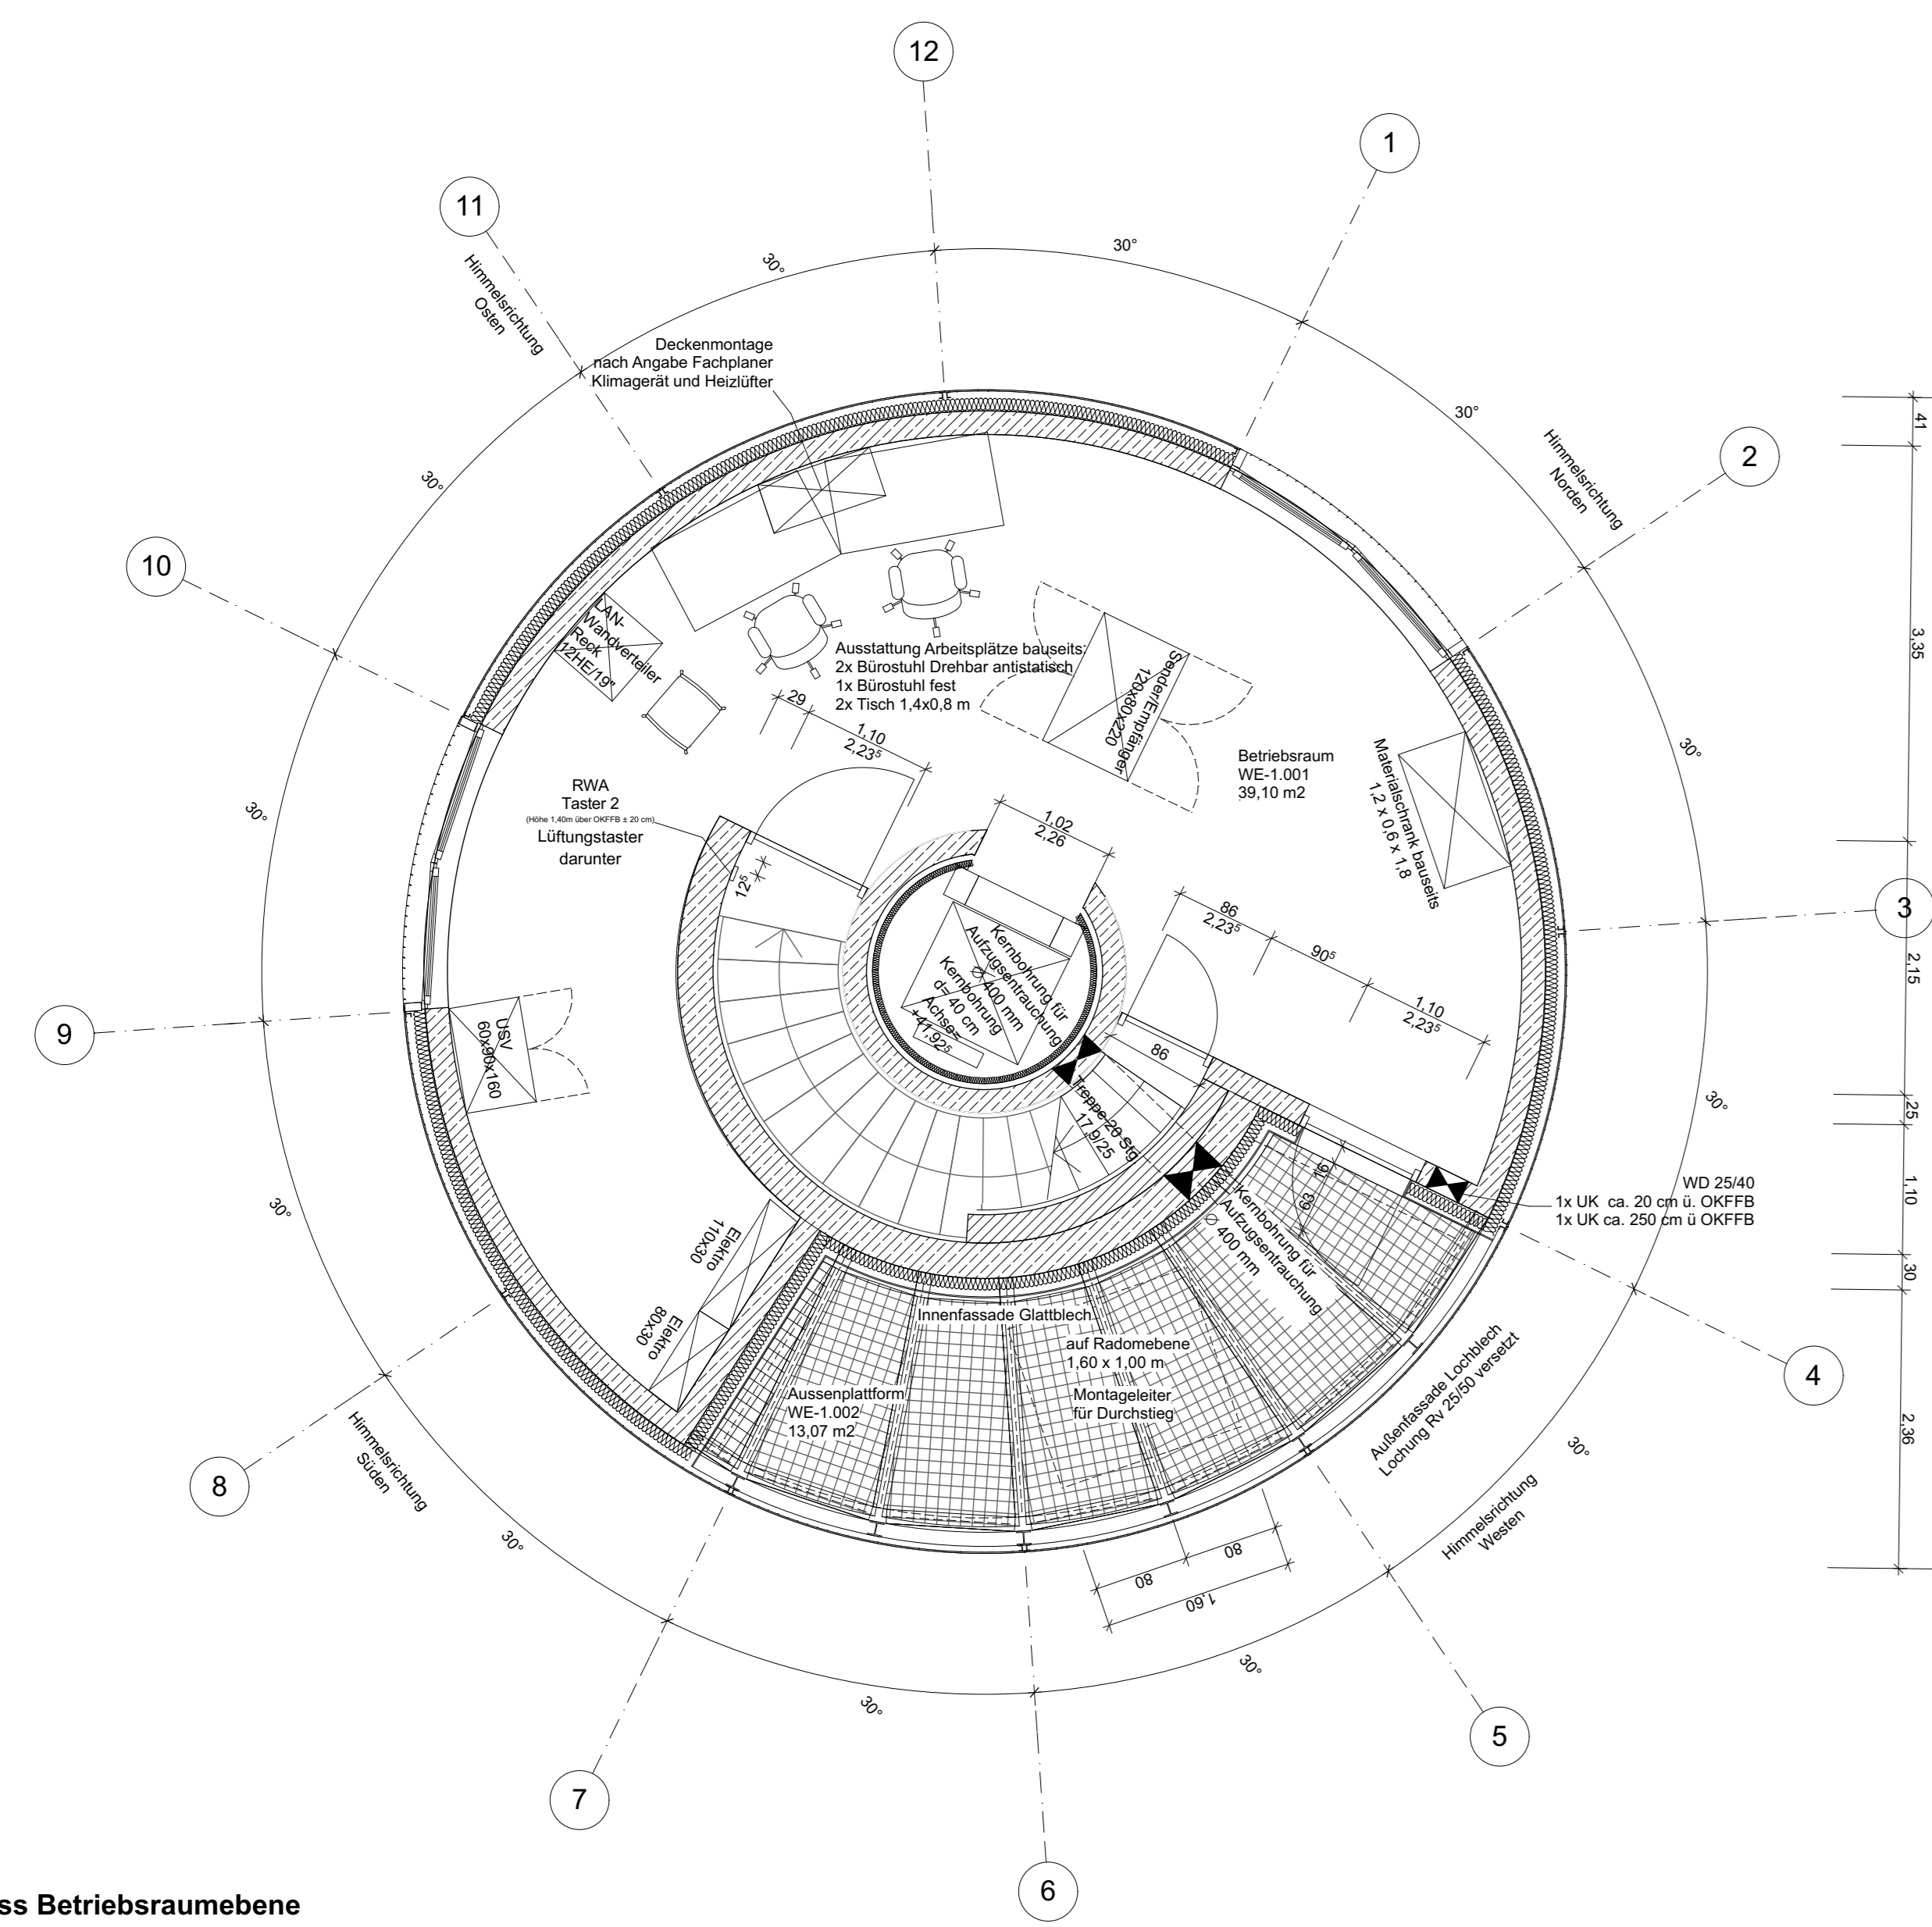 12
1
11
2
10
3
9
4
8
5
7
6
30°
30°
30°
30°
30°
30°
30°
30°
30°
30°
30°
30°
Himmelsrichtung
Osten
Himmelsrichtung
Norden
Himmelsrichtung
Süden
Himmelsrichtung
Westen
Deckenmontage
nach Angabe Fachplaner
Klimagerät und Heizlüfter
LAN-
Wandverteiler
Reck
12HE/19"
Ausstattung Arbeitsplätze bauseits:
2x Bürostuhl Drehbar antistatisch
1x Bürostuhl fest
2x Tisch 1,4x0,8 m
Sender/Empfänger
120x80x220
Betriebsraum
WE-1.001
39,10 m2
Materialschrank bauseits
1,2 x 0,6 x 1,8
RWA
Taster 2
(Höhe 1,40m über OKFFB ± 20 cm)
Lüftungstaster
darunter
29
1,10
2,23⁵
12⁵
1,02
2,26
86
2,23⁵
90⁵
1,10
2,23⁵
86
Kernbohrung für
Aufzugsentrauchung
∅ 400 mm
Kernbohrung
d= 40 cm
Achse=
+41,92⁵
Treppe 20 Stg
17,9/25
USV
60x90x160
Elektro
110x30
Elektro
80x30
16
63
Kernbohrung für
Aufzugsentrauchung
∅ 400 mm
WD 25/40
1x UK ca. 20 cm ü. OKFFB
1x UK ca. 250 cm ü OKFFB
Innenfassade Glattblech
auf Radomebene
1,60 x 1,00 m
Montageleiter
für Durchstieg
Aussenplattform
WE-1.002
13,07 m2
Außenfassade Lochblech
Lochung Rv 25/50 versetzt
80
80
1,60
41
3,35
2,15
25
1,10
30
2,36
ss Betriebsraumebene